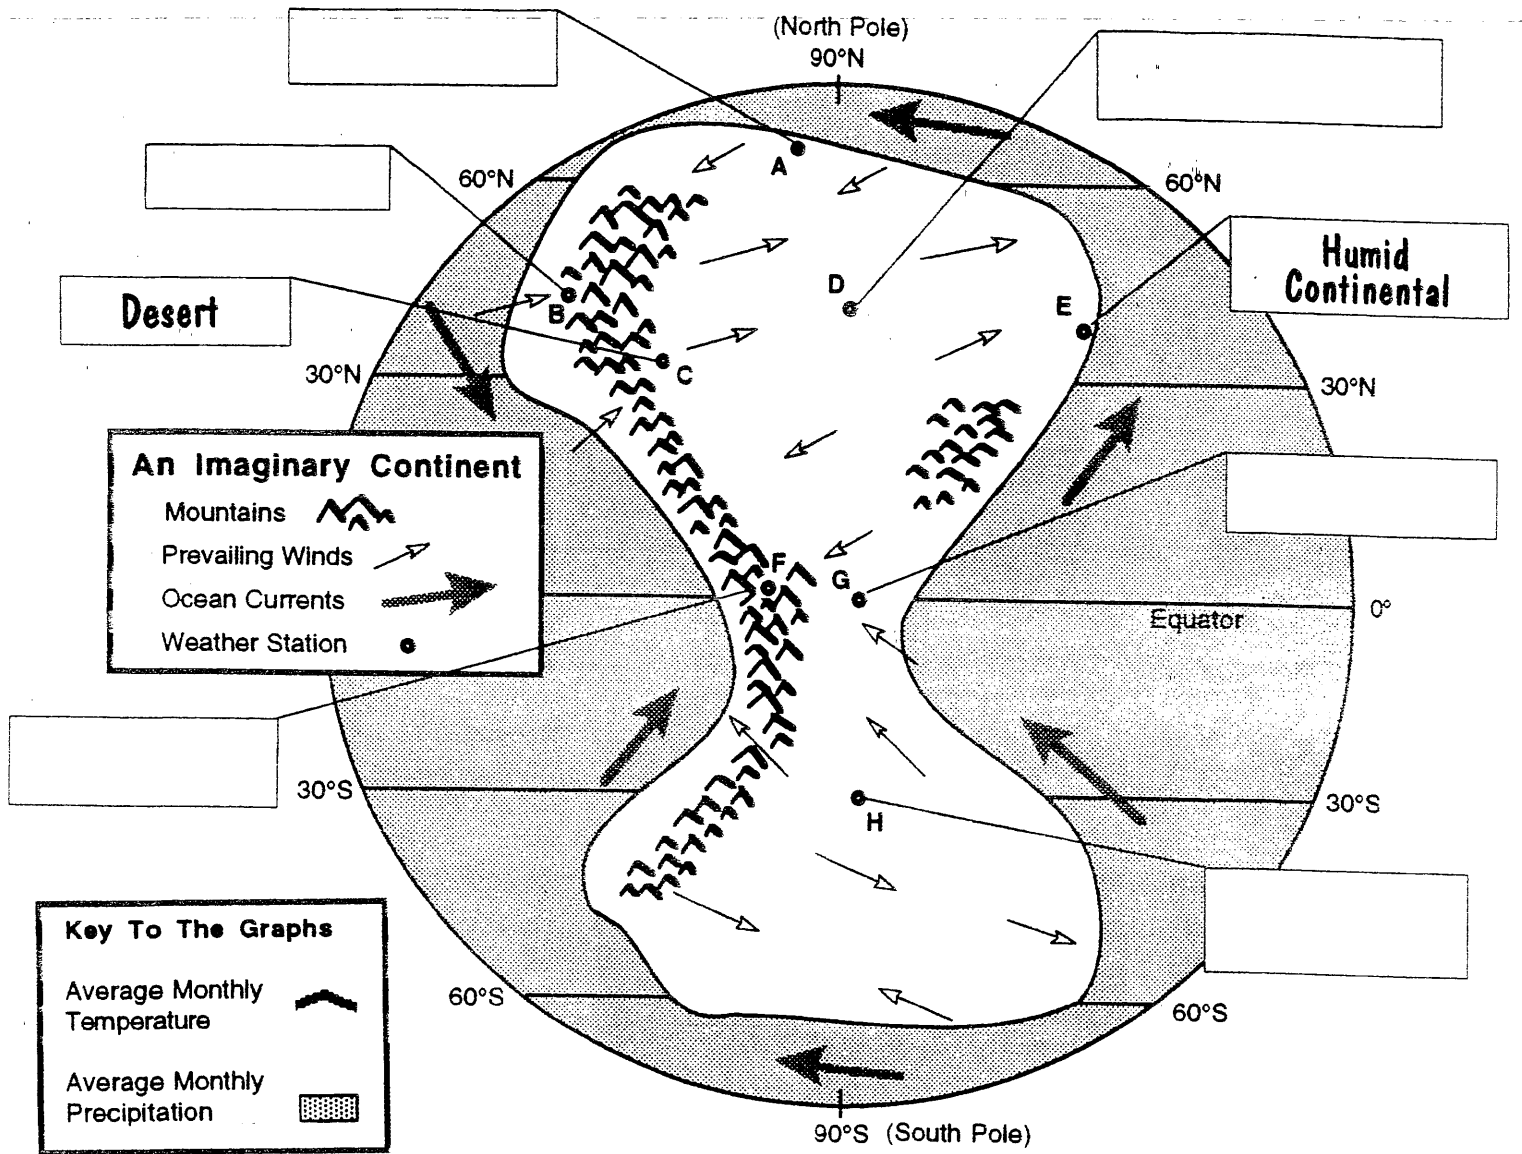 (North Pole)
90°N
A
60°N
60°N
Humid
Continental
D
E
B
Desert
C
30°N
30°N
An Imaginary Continent
Mountains
Prevailing Winds
Ocean Currents
Weather Station
F
G
0°
Equator
30°S
30°S
H
Key To The Graphs
Average Monthly
Temperature
Average Monthly
Precipitation
60°S
60°S
90°S (South Pole)